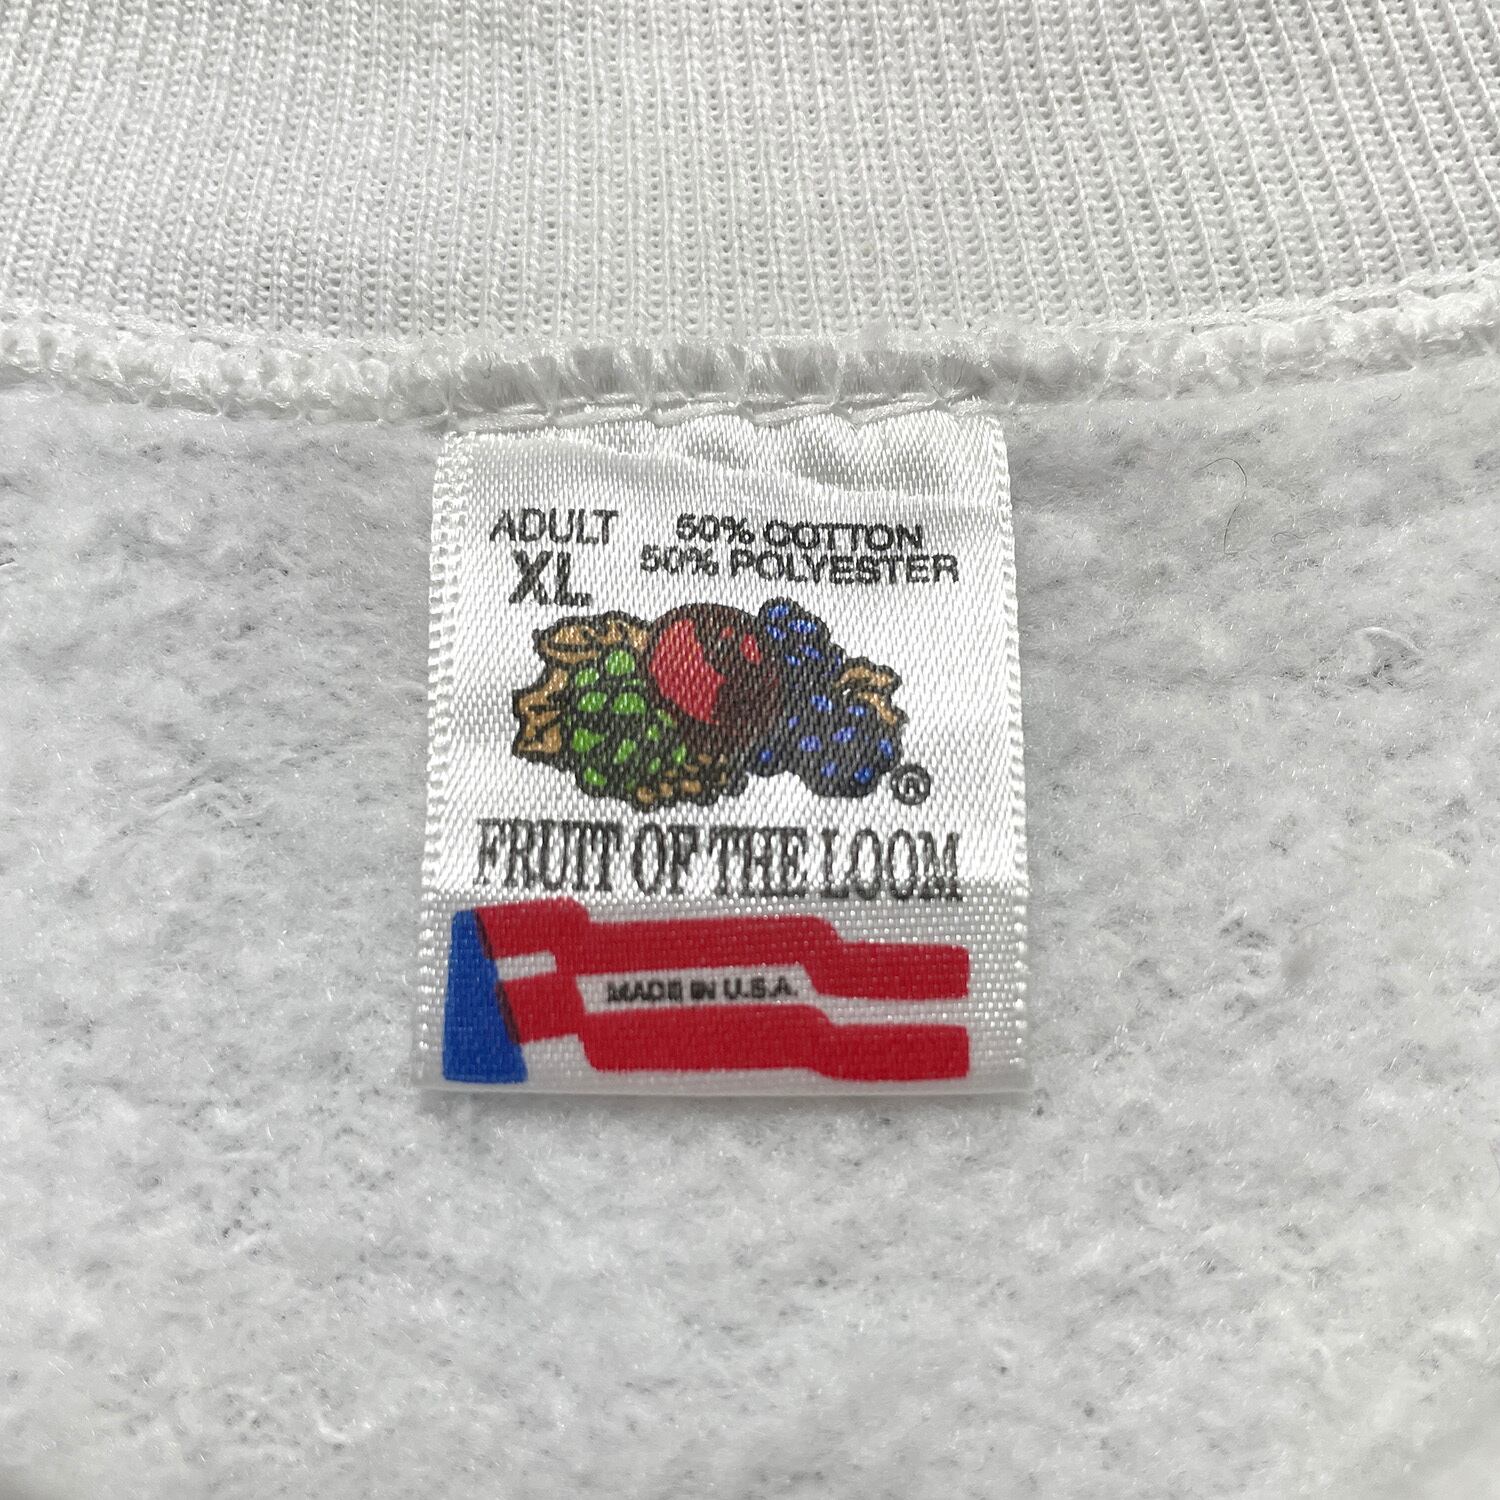 ADULT
XL
50% COTTON
50% POLYESTER
®
FRUIT OF THE LOOM
MADE IN U.S.A.